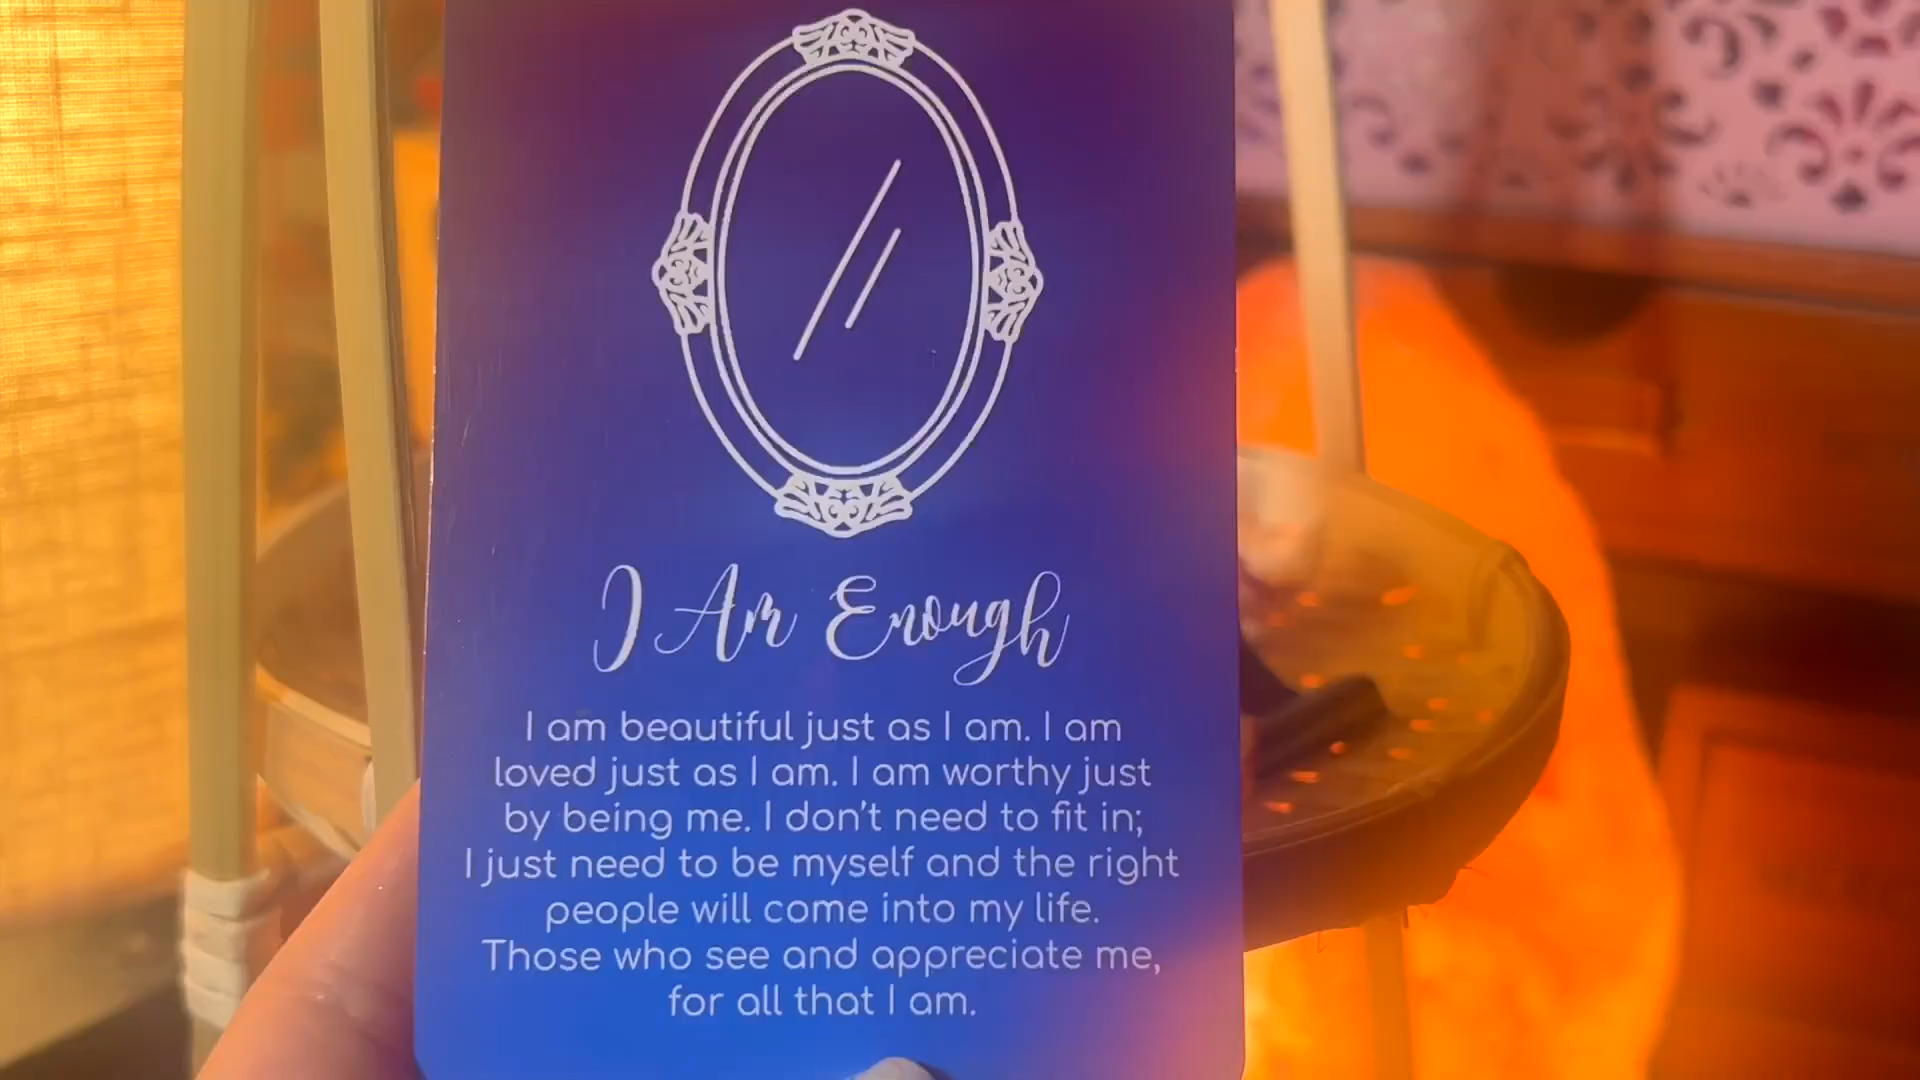 I Am Enough
I am beautiful just as I am. I am
loved just as I am. I am worthy just
by being me. I don't need to fit in;
I just need to be myself and the right
people will come into my life.
Those who see and appreciate me,
for all that I am.